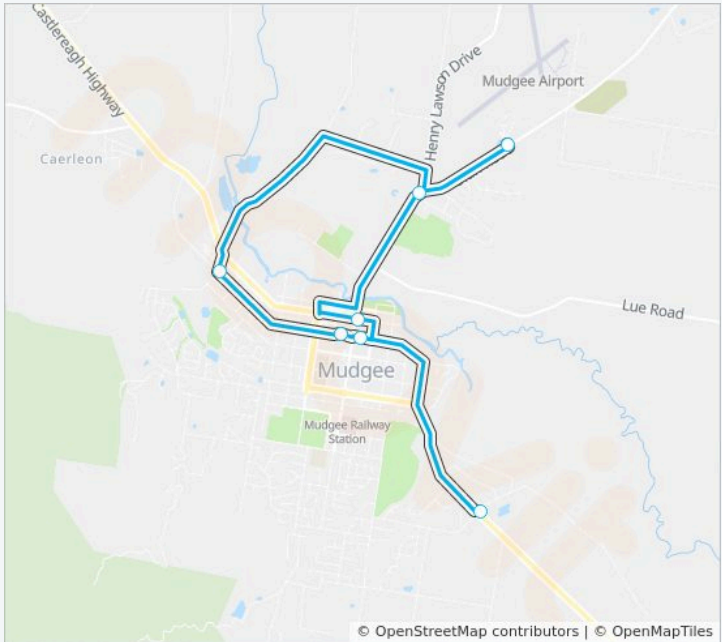 Castlereagh Highway
Henry Lawson Drive
Mudgee Airport
Caerleon
Lue Road
Mudgee
Mudgee Railway
Station
© OpenStreetMap contributors | © OpenMapTiles